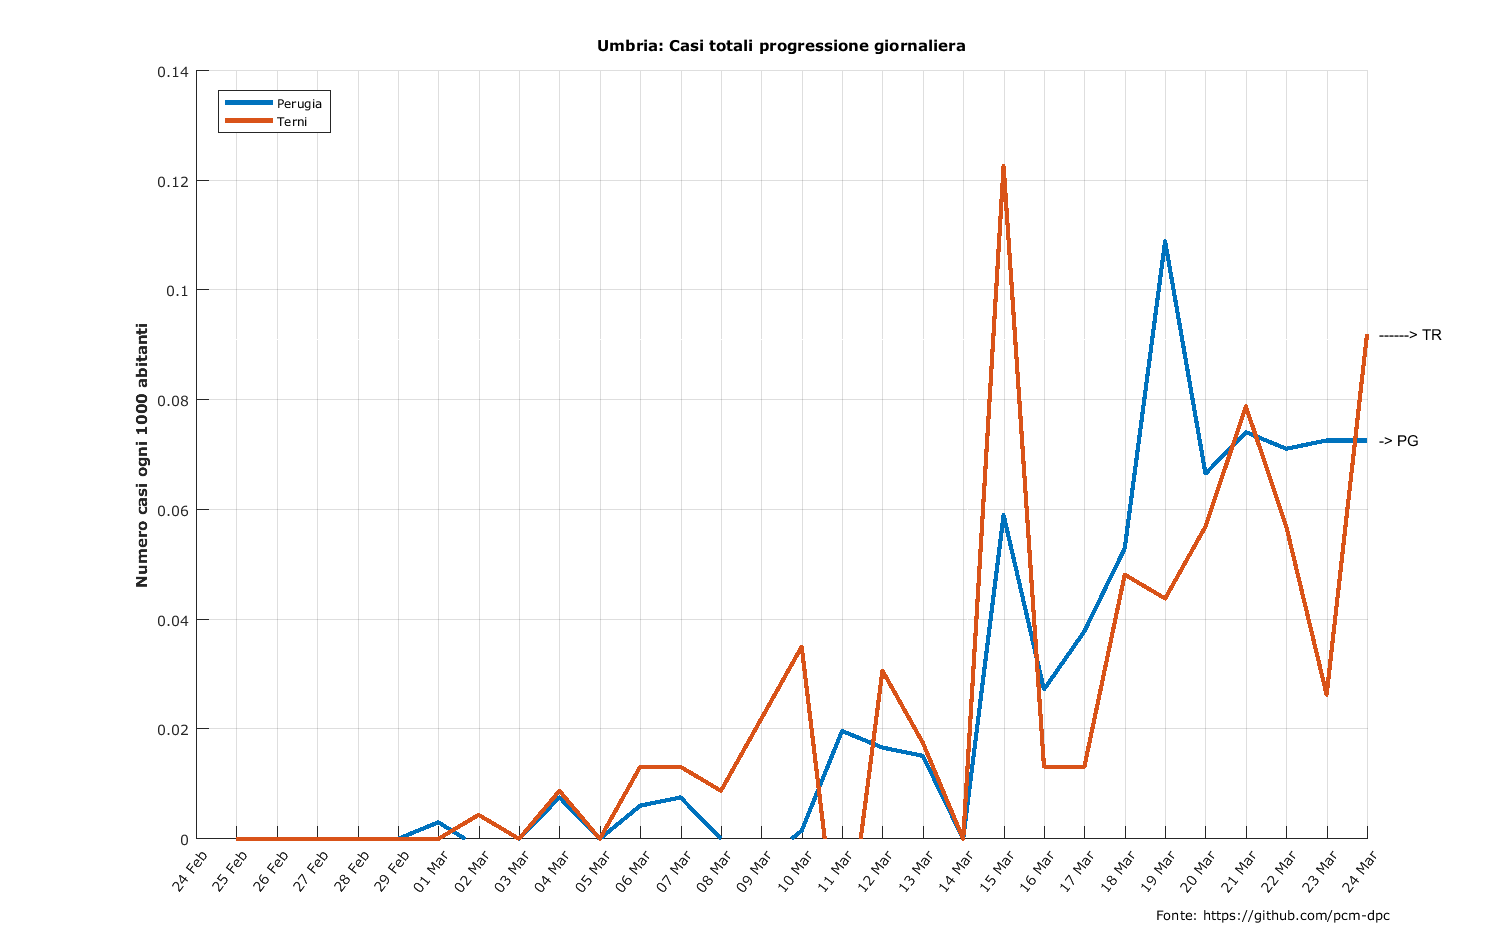 Umbria: Casi totali progressione giornaliera
0.14
0.12
0.1
0.08
0.06
0.04
0.02
0
Numero casi ogni 1000 abitanti
Perugia
Terni
------> TR
-> PG
24 Feb
25 Feb
26 Feb
27 Feb
28 Feb
29 Feb
01 Mar
02 Mar
03 Mar
04 Mar
05 Mar
06 Mar
07 Mar
08 Mar
09 Mar
10 Mar
11 Mar
12 Mar
13 Mar
14 Mar
15 Mar
16 Mar
17 Mar
18 Mar
19 Mar
20 Mar
21 Mar
22 Mar
23 Mar
24 Mar
Fonte: https://github.com/pcm-dpc